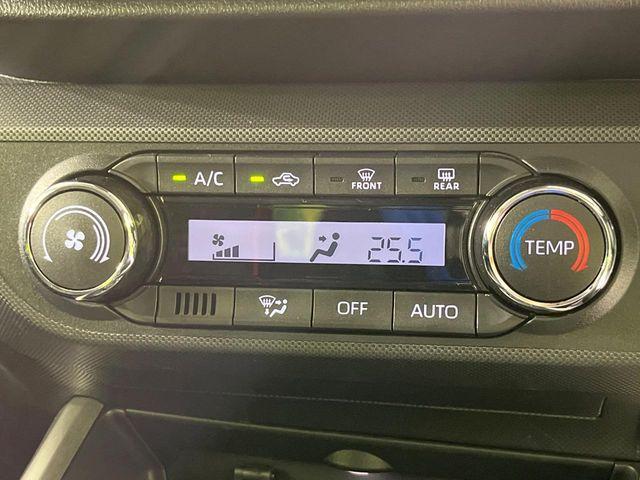 A/C
FRONT
REAR
25.5
TEMP
OFF
AUTO